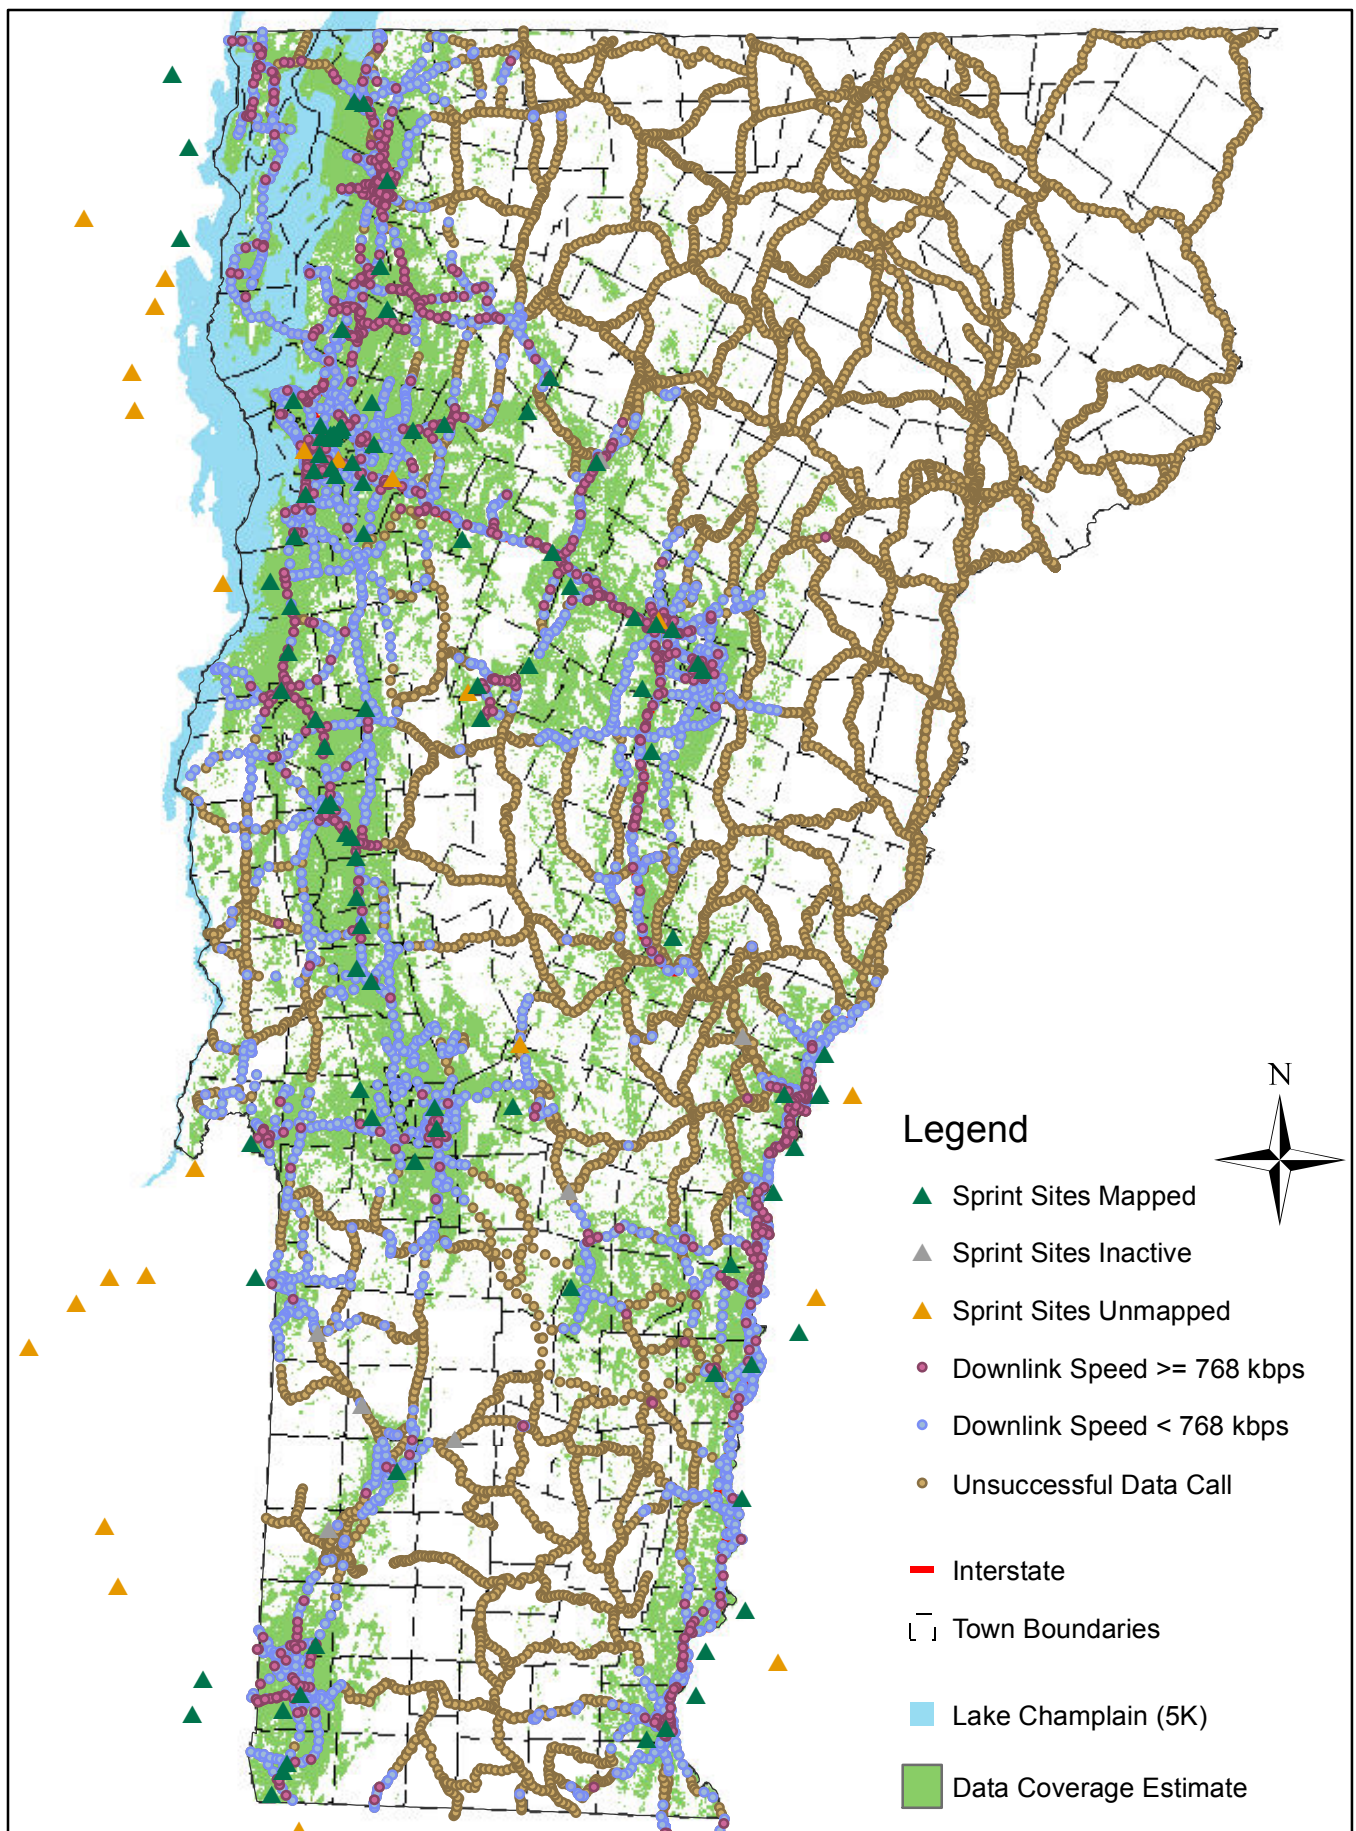 N
Legend
Sprint Sites Mapped
Sprint Sites Inactive
Sprint Sites Unmapped
Downlink Speed >= 768 kbps
Downlink Speed < 768 kbps
Unsuccessful Data Call
Interstate
Town Boundaries
Lake Champlain (5K)
Data Coverage Estimate